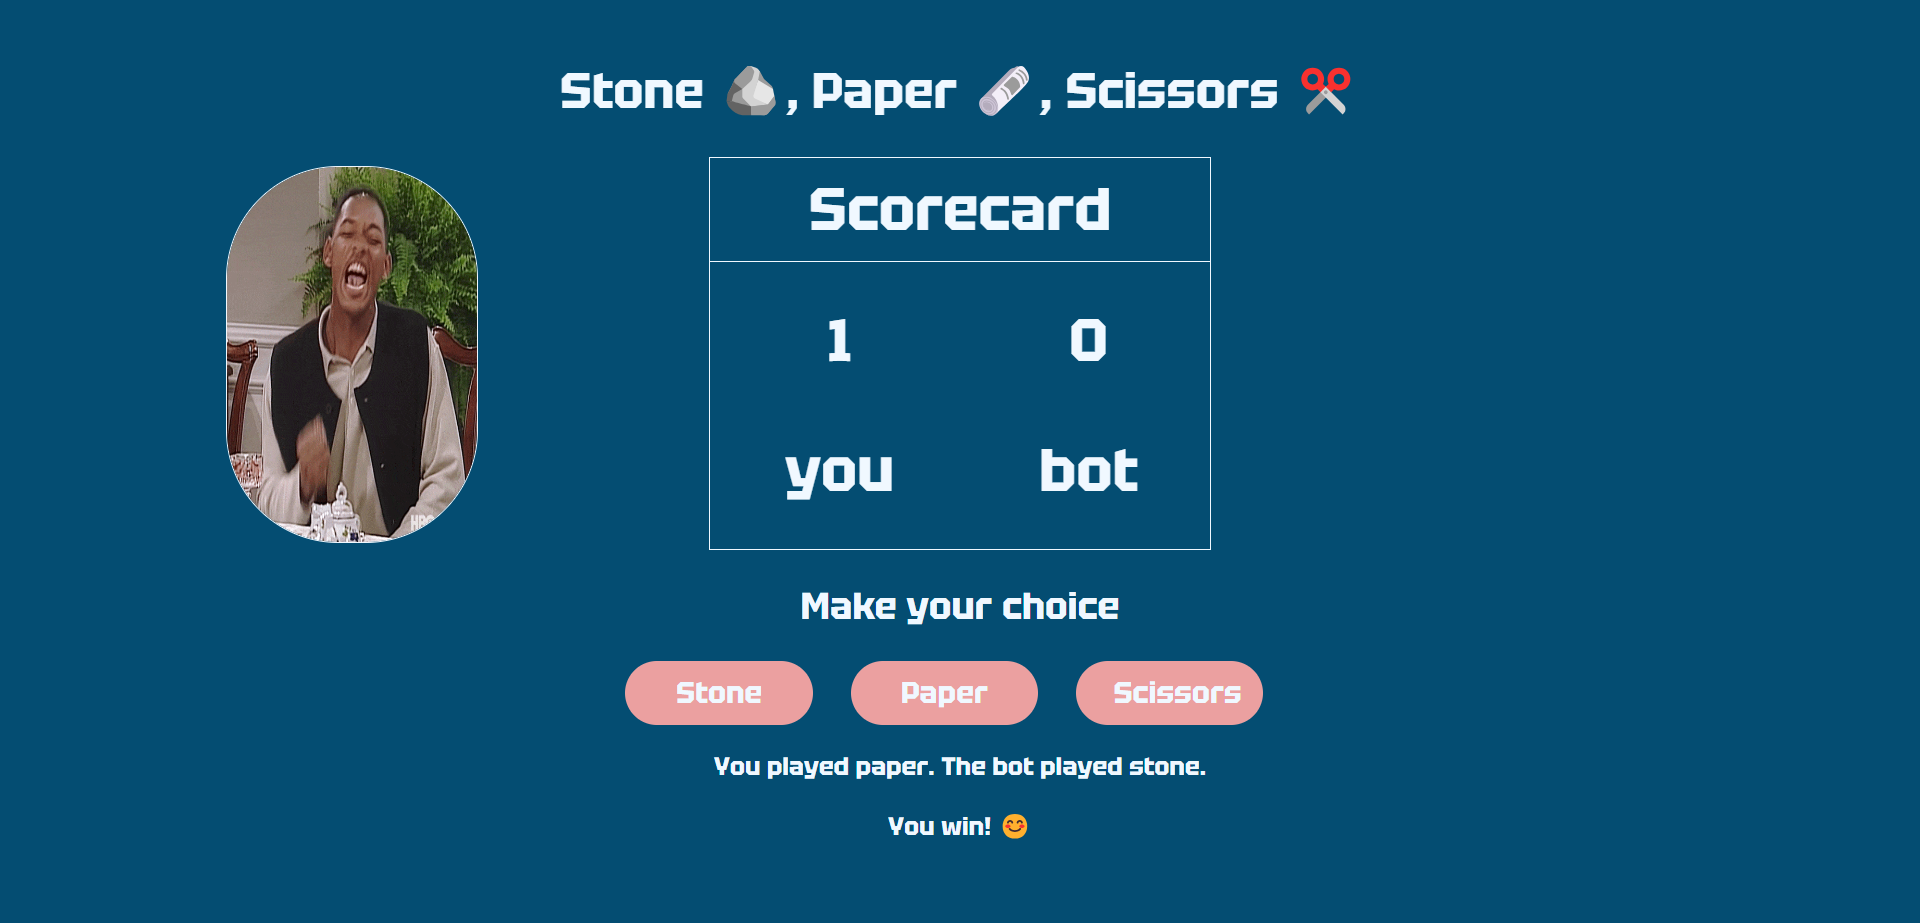 Stone 🪨, Paper 🗞️, Scissors ✂️
Scorecard
1 0
you bot
Make your choice
Stone Paper Scissors
You played paper. The bot played stone.
You win! 😊